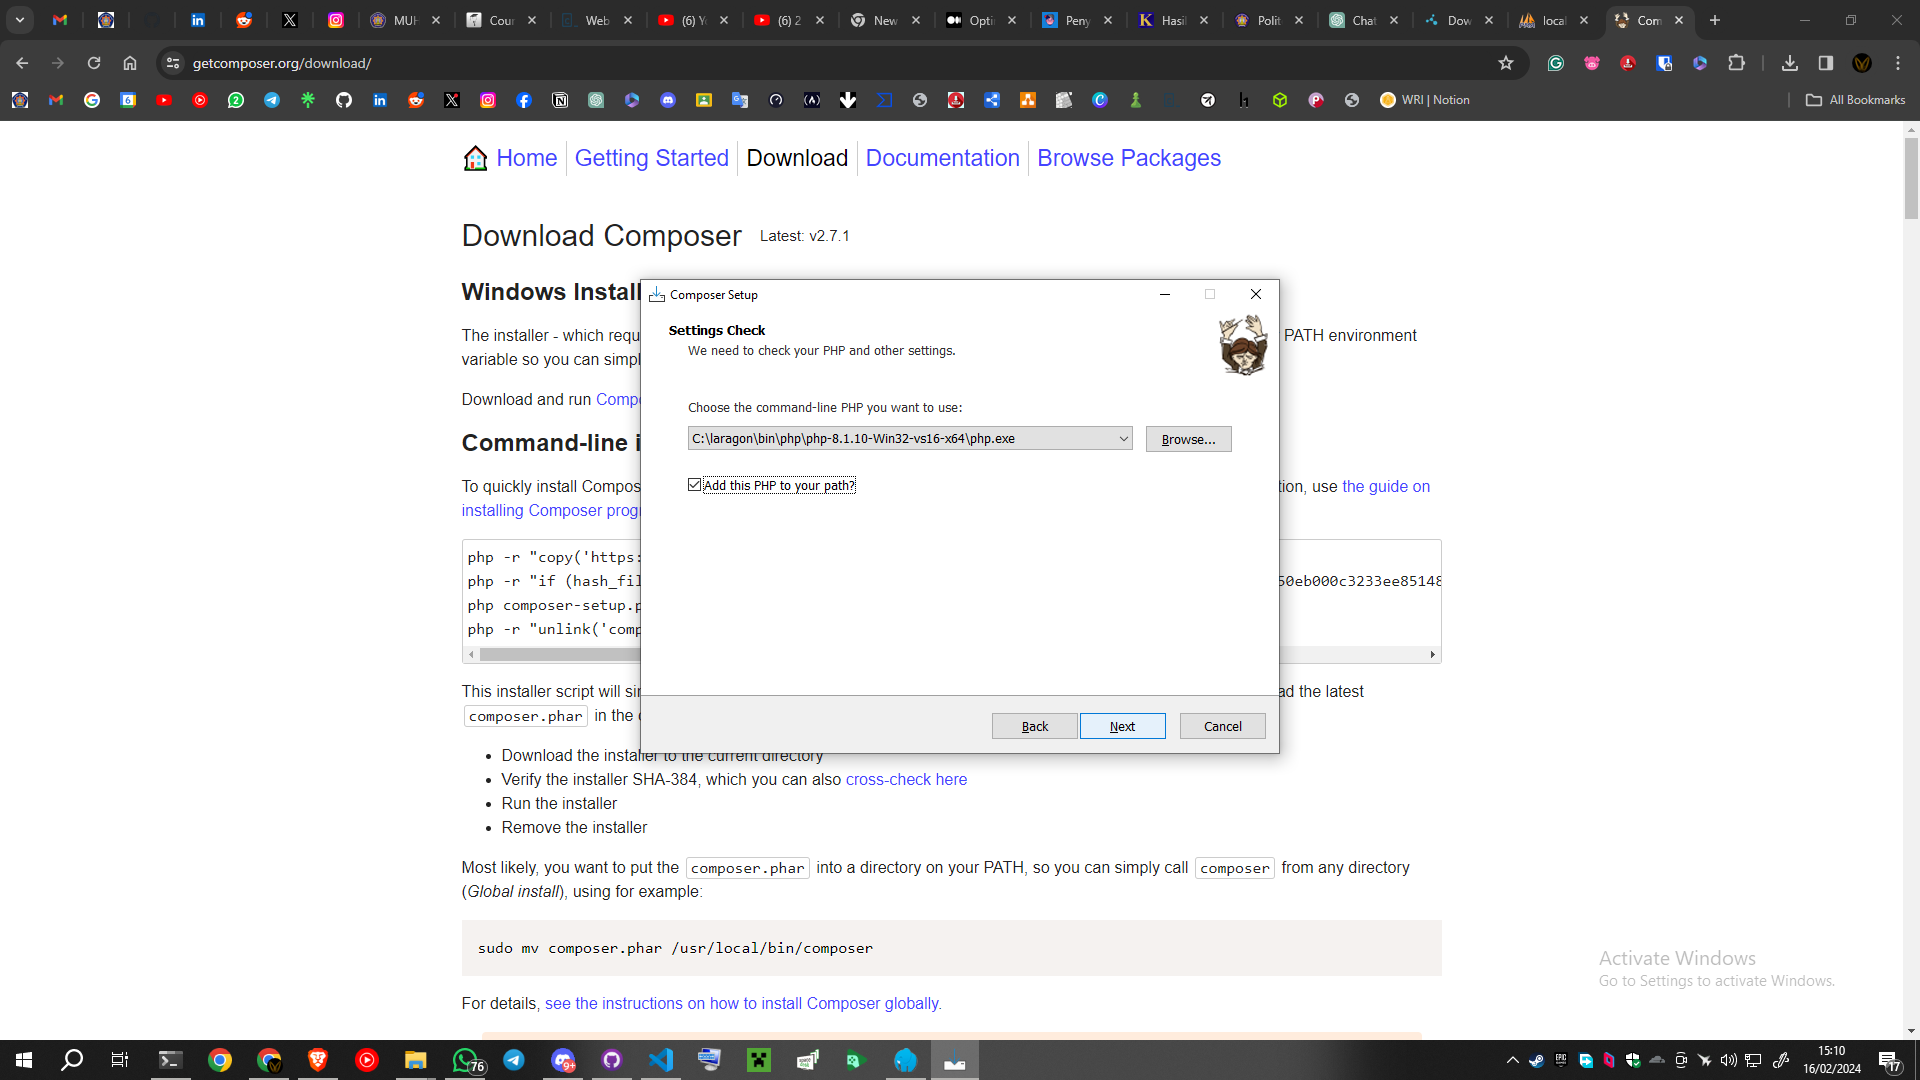 MUH
Cour
Web
(6) Y
(6) 2
New
Opti
Peny
Hasil
Polit
Chat
Dow
local
Com
getcomposer.org/download/
WRI | Notion
All Bookmarks
Home
Getting Started
Download
Documentation
Browse Packages
Download Composer
Latest: v2.7.1
Windows Install
The installer - which requ
PATH environment
variable so you can simpl
Download and run Compo
Command-line i
To quickly install Compos
tion, use the guide on
installing Composer progr
php -r "copy('https:
php -r "if (hash_fil
50eb000c3233ee85148
php composer-setup.p
php -r "unlink('comp
This installer script will sim
ad the latest
composer.phar in the c
Composer Setup
Settings Check
We need to check your PHP and other settings.
Choose the command-line PHP you want to use:
C:\laragon\bin\php\php-8.1.10-Win32-vs16-x64\php.exe
Browse...
Add this PHP to your path?
Back
Next
Cancel
Download the installer to the current directory
Verify the installer SHA-384, which you can also cross-check here
Run the installer
Remove the installer
Most likely, you want to put the composer.phar into a directory on your PATH, so you can simply call composer from any directory
(Global install), using for example:
sudo mv composer.phar /usr/local/bin/composer
For details, see the instructions on how to install Composer globally.
Activate Windows
Go to Settings to activate Windows.
76
9+
15:10
16/02/2024
17